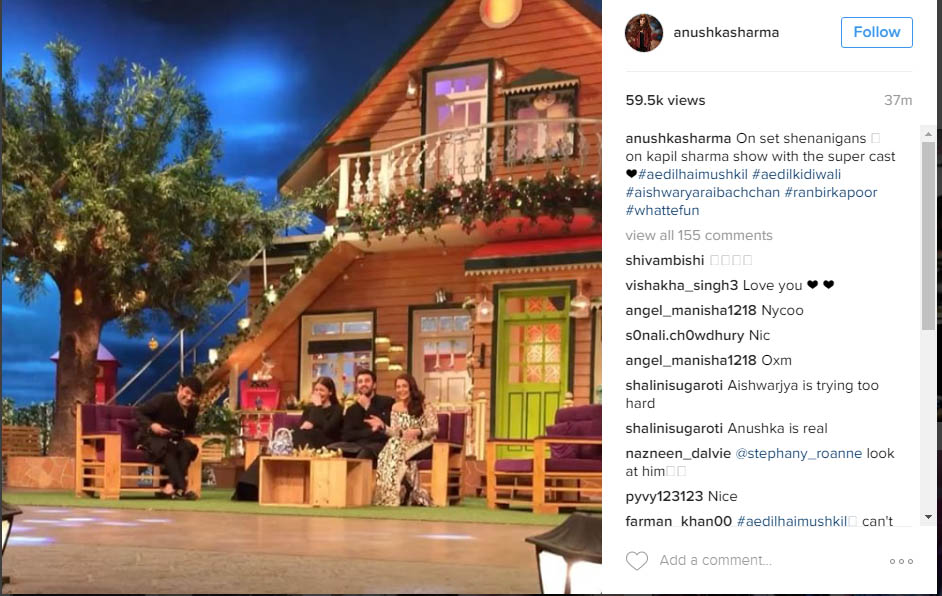 anushkasharma
Follow
59.5k views
37m
anushkasharma On set shenanigans
on kapil sharma show with the super cast
❤#aedilhaimushkil #aedilkidiwali
#aishwaryaraibachchan #ranbirkapoor
#whattefun
view all 155 comments
shivambishi
vishakha_singh3 Love you ❤ ❤
angel_manisha1218 Nycoo
s0nali.ch0wdhury Nic
angel_manisha1218 Oxm
shalinisugaroti Aishwarjya is trying too
hard
shalinisugaroti Anushka is real
nazneen_dalvie @stephany_roanne look
at him
pyvy123123 Nice
farman_khan00 #aedilhaimushkil can't
Add a comment...